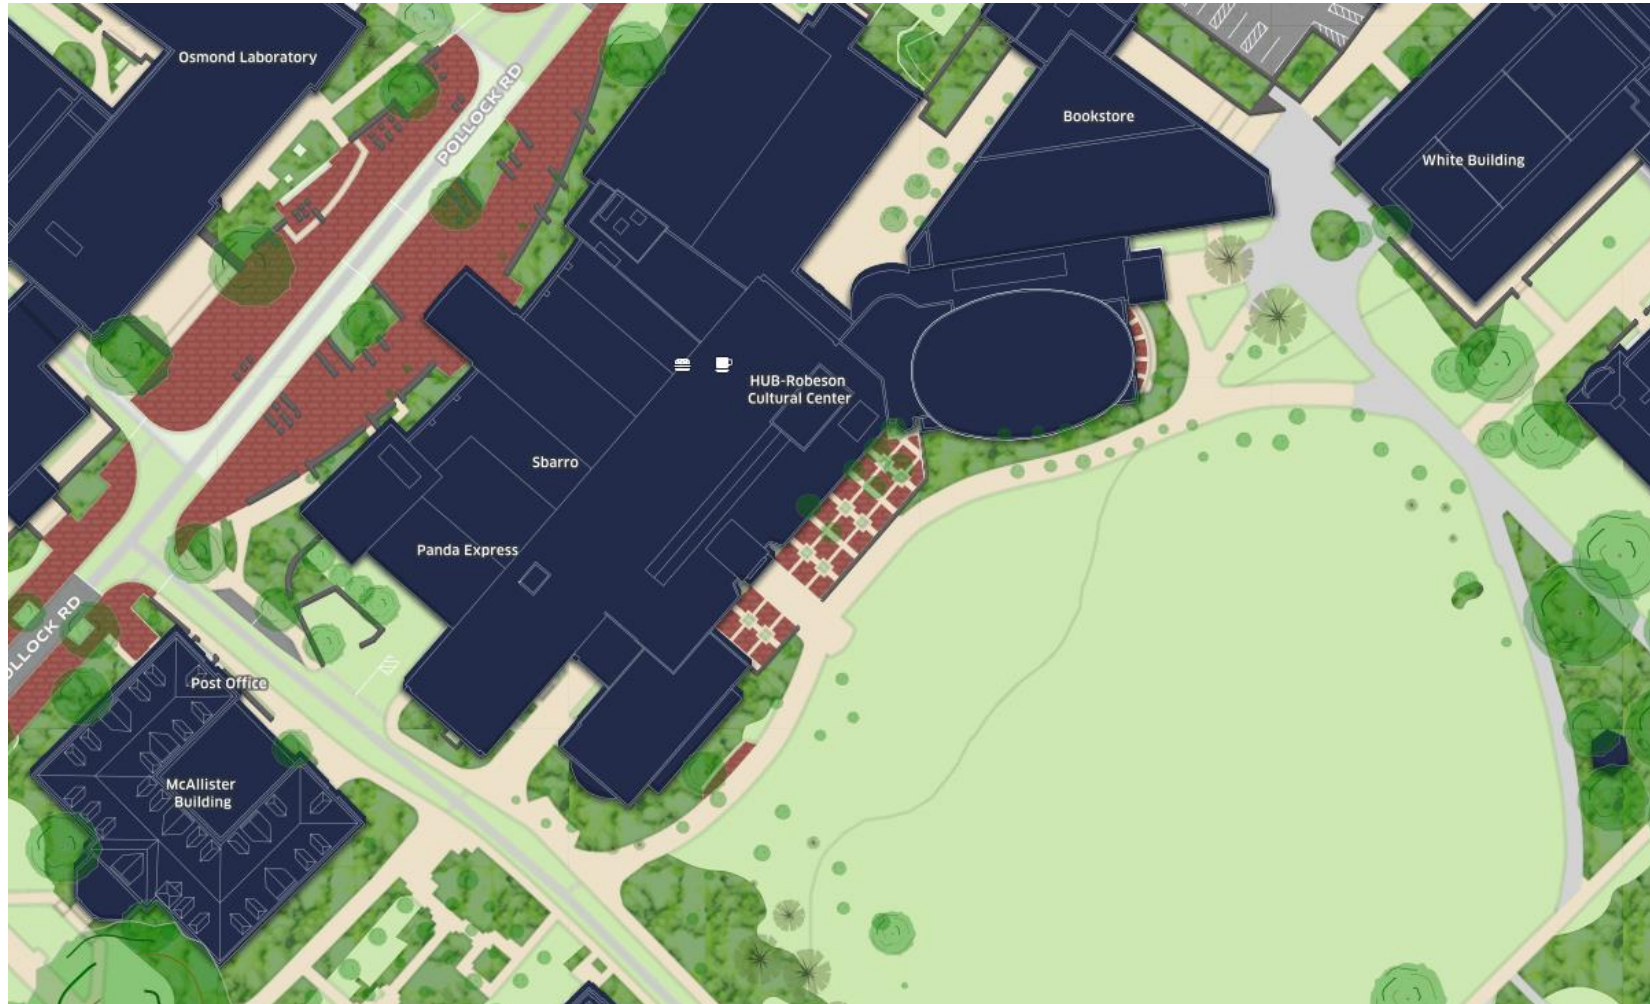 Osmond Laboratory
POLLOCK RD
Bookstore
White Building
HUB-Robeson
Cultural Center
Sbarro
Panda Express
OLLOCK RD
Post Office
McAllister
Building